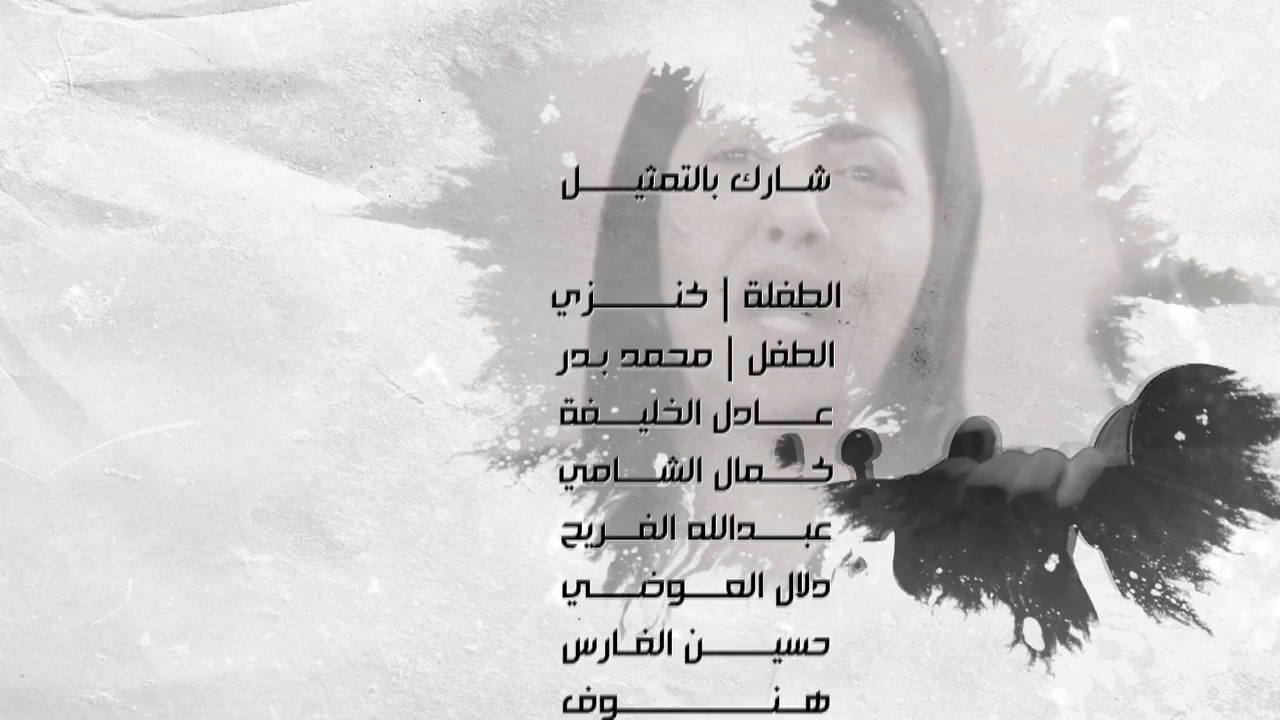 شارك بالتمثيل
الطفلة | كنزي
الطفل | محمد بدر
عادل الخليفة
كمال الشامي
عبدالله الفريح
دلال العوضي
حسين الفارس
هنوف